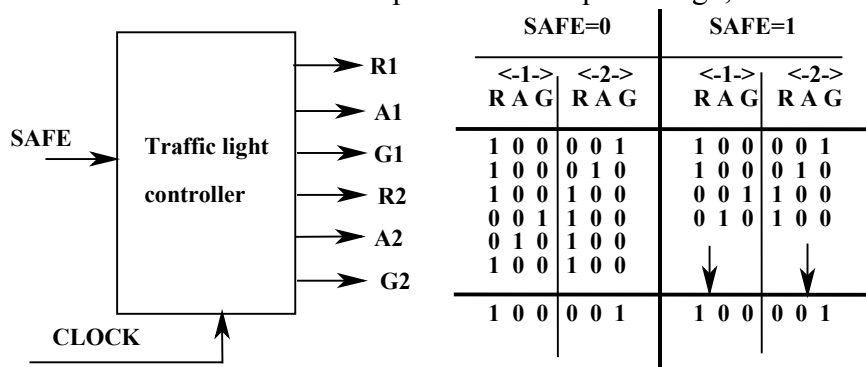 SAFE
Traffic light
controller
R1
A1
G1
R2
A2
G2
CLOCK
SAFE=0 SAFE=1
<-1-> <-2-> <-1-> <-2->
R A G R A G R A G R A G
1 0 0 0 0 1 1 0 0 0 0 1
1 0 0 0 1 0 1 0 0 0 1 0
1 0 0 1 0 0 0 0 1 1 0 0
0 0 1 1 0 0 0 1 0 1 0 0
0 1 0 1 0 0
1 0 0 1 0 0
1 0 0 0 0 1 1 0 0 0 0 1